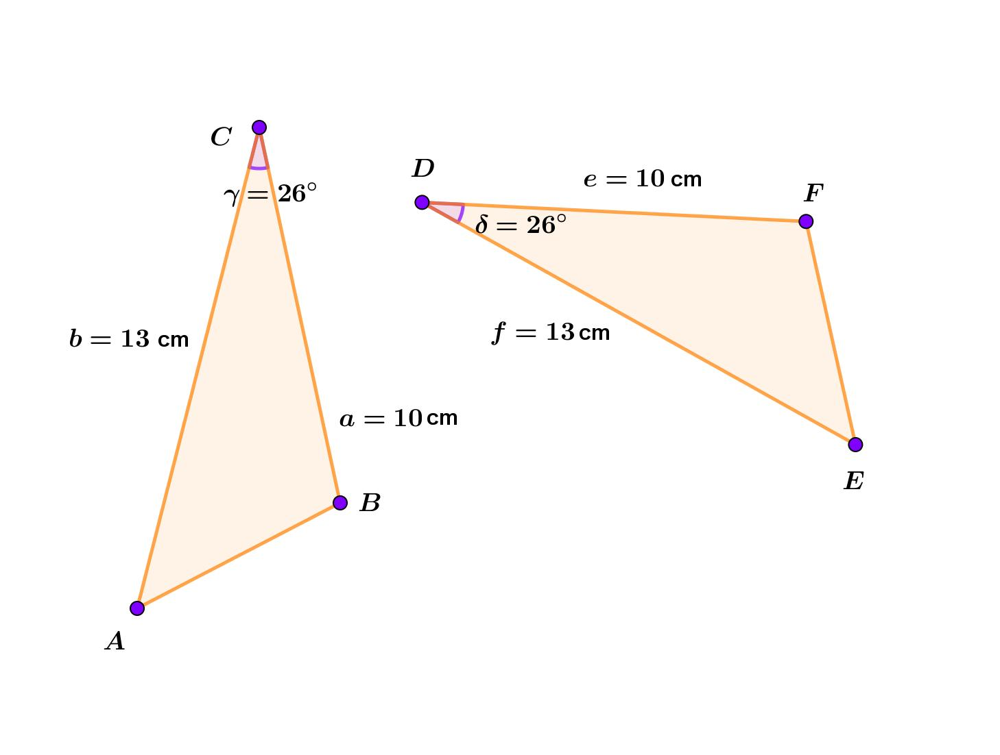 C
γ = 26°
b = 13 cm
a = 10 cm
B
A
D
e = 10 cm
F
δ = 26°
f = 13 cm
E